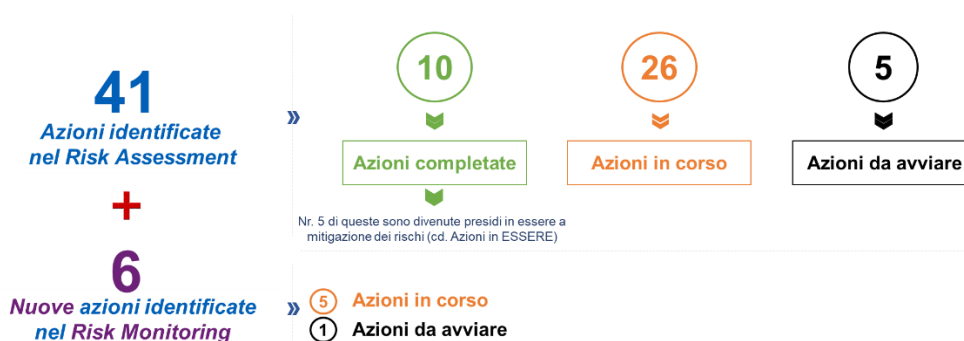 41
Azioni identificate
nel Risk Assessment
+
6
Nuove azioni identificate
nel Risk Monitoring
»
10
Azioni completate
Nr. 5 di queste sono divenute presidi in essere a
mitigazione dei rischi (cd. Azioni in ESSERE)
26
Azioni in corso
5
Azioni da avviare
»
5 Azioni in corso
1 Azioni da avviare